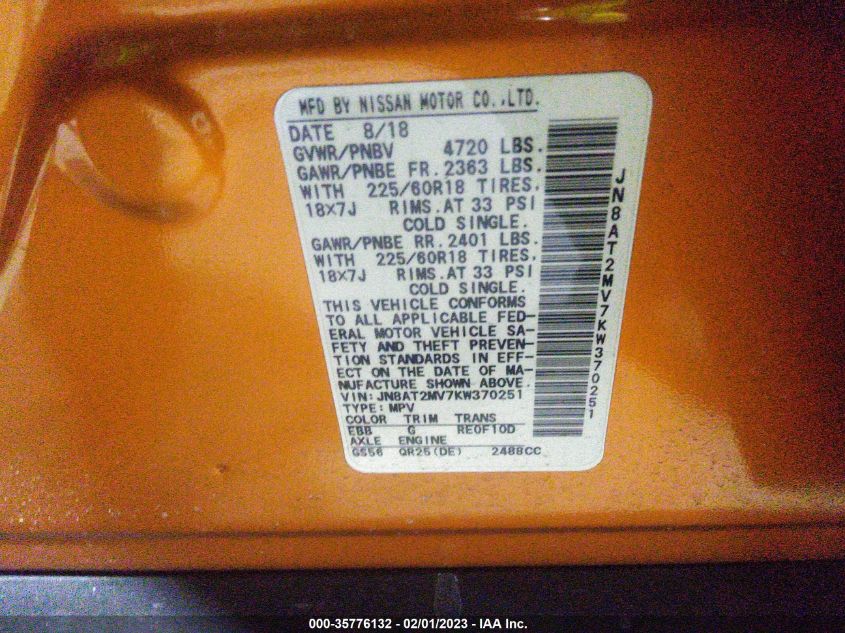 MFD BY NISSAN MOTOR CO.,LTD.
DATE 8/18
GVWR/PNBV 4720 LBS.
GAWR/PNBE FR. 2363 LBS.
WITH 225/60R18 TIRES,
18X7J RIMS.AT 33 PSI
COLD SINGLE.
GAWR/PNBE RR. 2401 LBS.
WITH 225/60R18 TIRES,
18X7J RIMS.AT 33 PSI
COLD SINGLE.
THIS VEHICLE CONFORMS
TO ALL APPLICABLE FED-
ERAL MOTOR VEHICLE SA-
FETY AND THEFT PREVEN-
TION STANDARDS IN EFF-
ECT ON THE DATE OF MA-
NUFACTURE SHOWN ABOVE.
VIN:JN8AT2MV7KW370251
TYPE:MPV
COLOR TRIM TRANS
EBB G RE0F10D
AXLE ENGINE
GS56 QR25(DE) 2488CC
JN8AT2MV7KW370251
000-35776132 - 02/01/2023 - IAA Inc.